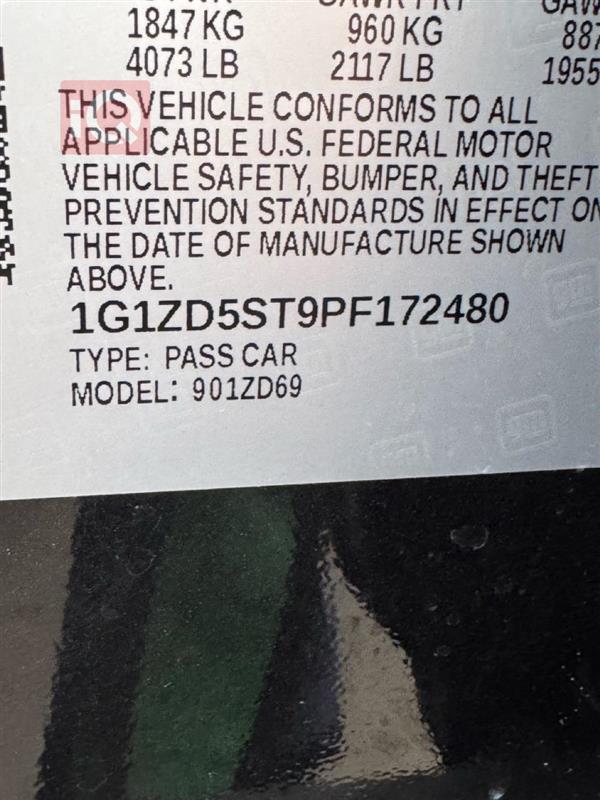 1847 KG 960 KG 887
4073 LB 2117 LB 1955
THIS VEHICLE CONFORMS TO ALL
APPLICABLE U.S. FEDERAL MOTOR
VEHICLE SAFETY, BUMPER, AND THEFT
PREVENTION STANDARDS IN EFFECT ON
THE DATE OF MANUFACTURE SHOWN
ABOVE.
1G1ZD5ST9PF172480
TYPE: PASS CAR
MODEL: 901ZD69